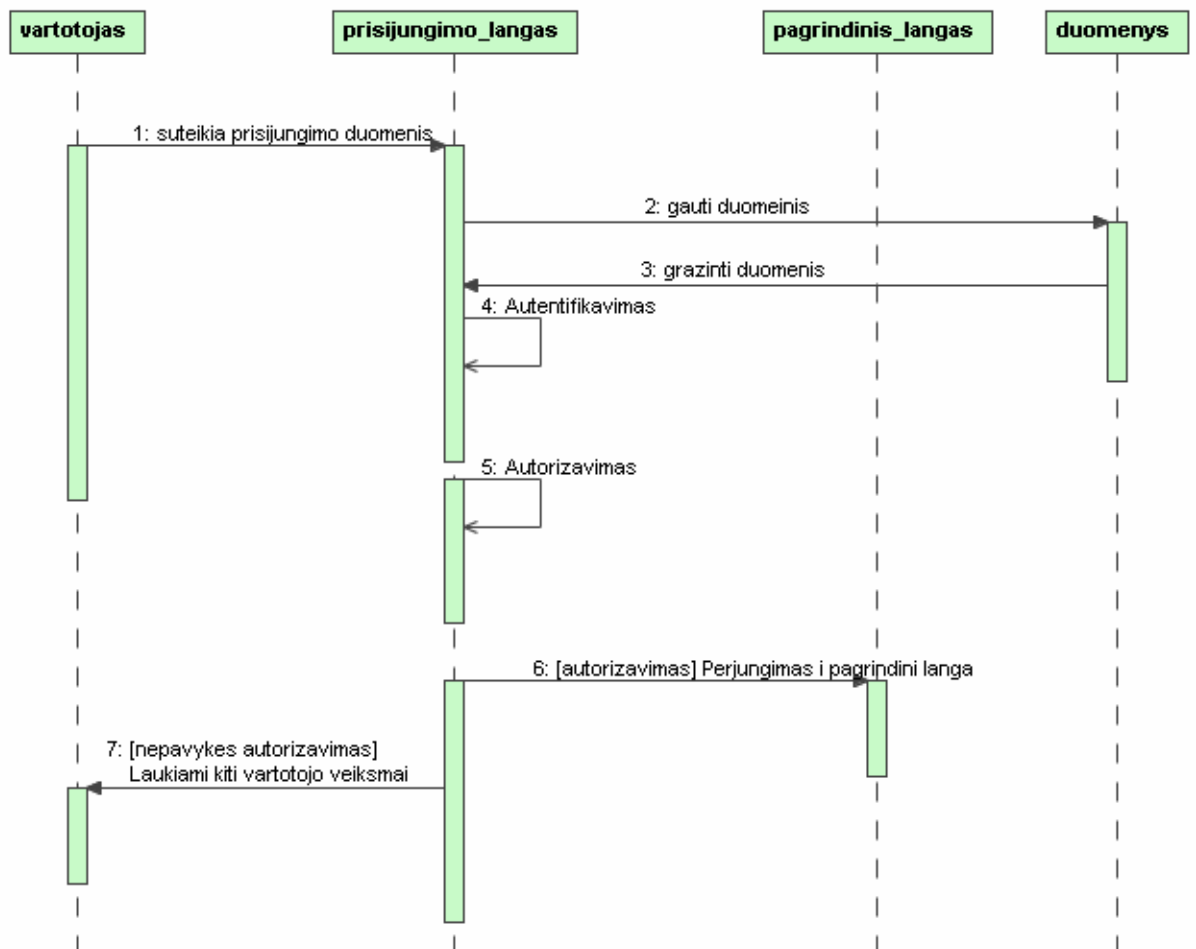 vartotojas
prisijungimo_langas
pagrindinis_langas
duomenys
1: suteikia prisijungimo duomenis
2: gauti duomeinis
3: grazinti duomenis
4: Autentifikavimas
5: Autorizavimas
6: [autorizavimas] Perjungimas i pagrindini langa
7: [nepavykes autorizavimas]
Laukiami kiti vartotojo veiksmai